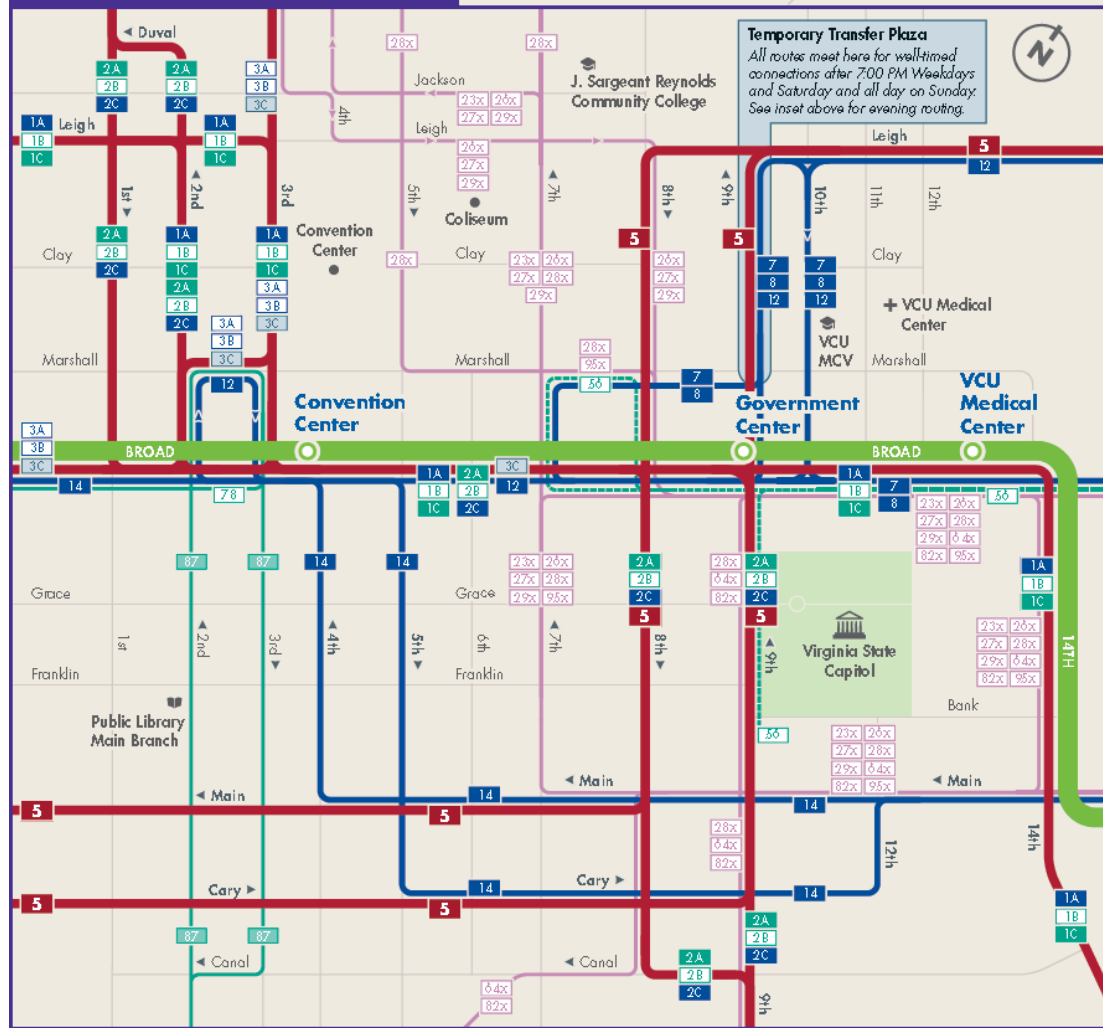 Duval
28x
28x
Temporary Transfer Plaza
All routes meet here for well-timed
connections after 7:00 PM Weekdays
and Saturday and all day on Sunday.
See inset above for evening routing.
N
2A
2B
2C
2A
2B
2C
3A
3B
3C
Jackson
J. Sargeant Reynolds
Community College
23x 26x
27x 29x
4th
1A
1B
1C
Leigh
1A
1B
1C
Leigh
26x
27x
29x
Leigh
5
12
1st
2nd
3rd
5th
7th
8th
9th
10th
11th
12th
Coliseum
2A
2B
2C
1A
1B
1C
2A
2B
2C
1A
1B
1C
3A
3B
3C
Convention
Center
5
5
Clay
28x
Clay
23x 26x
27x 28x
29x
26x
27x
29x
7
8
12
7
8
12
Clay
VCU Medical
Center
VCU
MCV
3A
3B
3C
12
Marshall
Marshall
28x
95x
56
7
8
Marshall
Convention
Center
Government
Center
VCU
Medical
Center
3A
3B
3C
BROAD
BROAD
14
78
1A
1B
1C
2A
2B
2C
3C
12
1A
1B
1C
7
8
56
23x 26x
27x 28x
29x 64x
82x 95x
87
87
14
14
23x 26x
27x 28x
29x 95x
2A
2B
2C
5
28x
64x
82x
2A
2B
2C
5
1A
1B
1C
Grace
Grace
1st
2nd
3rd
4th
5th
6th
7th
8th
9th
Virginia State
Capitol
23x 26x
27x 28x
29x 64x
82x 95x
14TH
Franklin
Franklin
Public Library
Main Branch
Bank
56
23x 26x
27x 28x
29x 64x
82x 95x
Main
Main
Main
14
14
5
5
28x
64x
82x
12th
14th
Cary
Cary
14
14
5
5
1A
1B
1C
87
87
2A
2B
2C
Canal
Canal
2A
2B
2C
64x
82x
9th